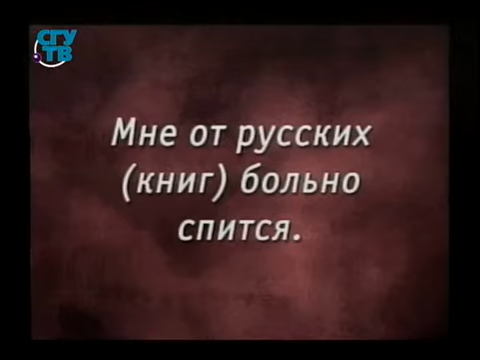 СГУ
ТВ
Мне от русских
(книг) больно
спится.